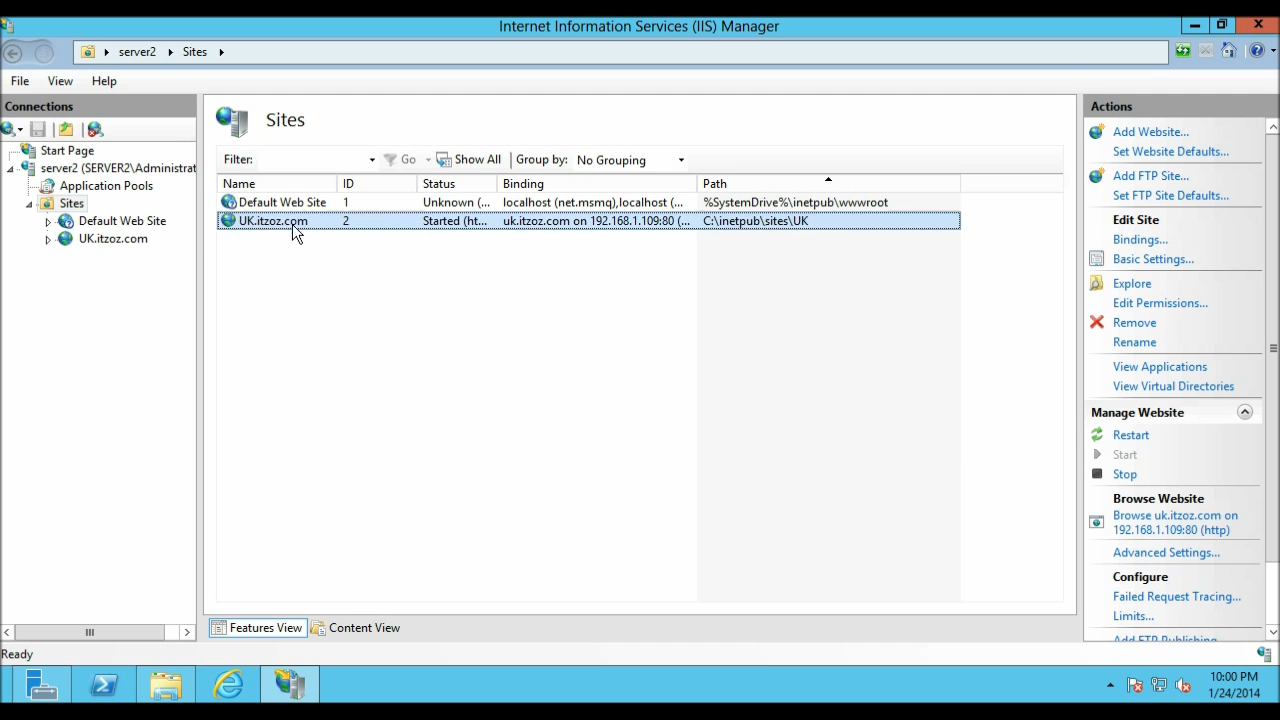 Internet Information Services (IIS) Manager
server2 Sites
File View Help
Connections
Start Page
server2 (SERVER2\Administrat
Application Pools
Sites
Default Web Site
UK.itzoz.com
Sites
Filter: Go Show All Group by: No Grouping
Name ID Status Binding Path
Default Web Site 1 Unknown (... localhost (net.msmq),localhost (... %SystemDrive%\inetpub\wwwroot
UK.itzoz.com 2 Started (ht... uk.itzoz.com on 192.168.1.109:80 (... C:\inetpub\sites\UK
Features View Content View
Actions
Add Website...
Set Website Defaults...
Add FTP Site...
Set FTP Site Defaults...
Edit Site
Bindings...
Basic Settings...
Explore
Edit Permissions...
Remove
Rename
View Applications
View Virtual Directories
Manage Website
Restart
Start
Stop
Browse Website
Browse uk.itzoz.com on
192.168.1.109:80 (http)
Advanced Settings...
Configure
Failed Request Tracing...
Limits...
Add FTP Publishing...
Ready
10:00 PM
1/24/2014